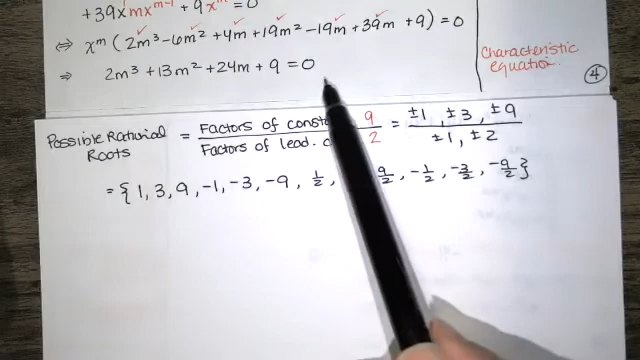 +39x mx^{m-1} + 9 x^m = 0
⇔ x^m (2m³ -6m² +4m +19m² -19m +39m +9) = 0
⇒ 2m³ +13m² +24m + 9 = 0
Characteristic
equation
④
Possible Rational Roots = Factors of / Factors of lead. = 9/2 = ±1, ±3, ±9 / ±1, ±2
= {1, 3, 9, -1, -3, -9, 1/2, 9/2, -1/2, -3/2, -9/2}